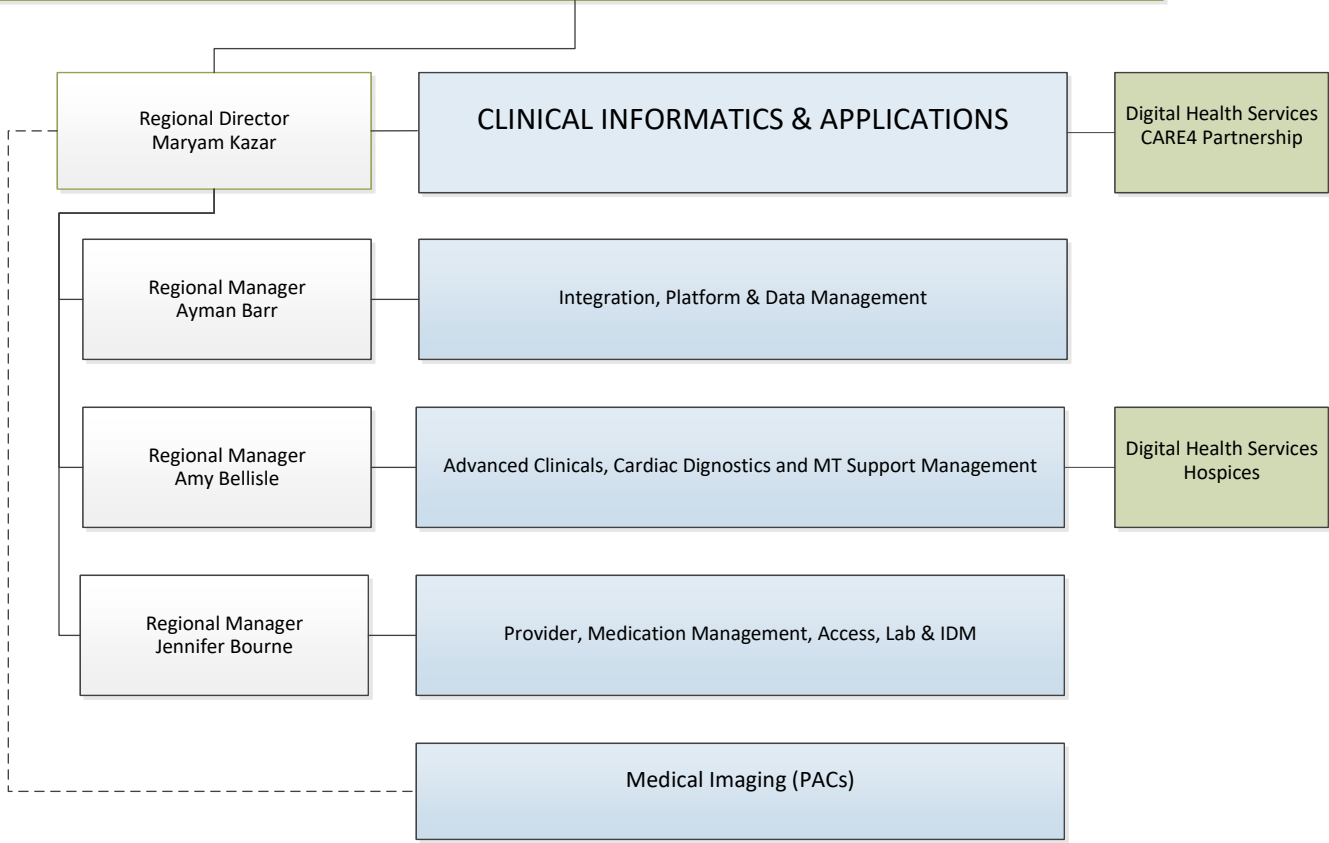 Regional Director
Maryam Kazar
CLINICAL INFORMATICS & APPLICATIONS
Digital Health Services
CARE4 Partnership
Regional Manager
Ayman Barr
Integration, Platform & Data Management
Regional Manager
Amy Bellisle
Advanced Clinicals, Cardiac Dignostics and MT Support Management
Digital Health Services
Hospices
Regional Manager
Jennifer Bourne
Provider, Medication Management, Access, Lab & IDM
Medical Imaging (PACs)